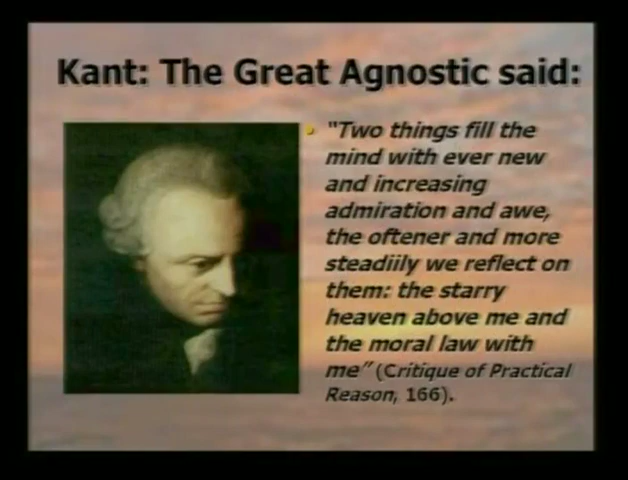 Kant: The Great Agnostic said:
"Two things fill the
mind with ever new
and increasing
admiration and awe,
the oftener and more
steadiily we reflect on
them: the starry
heaven above me and
the moral law with
me" (Critique of Practical
Reason, 166).